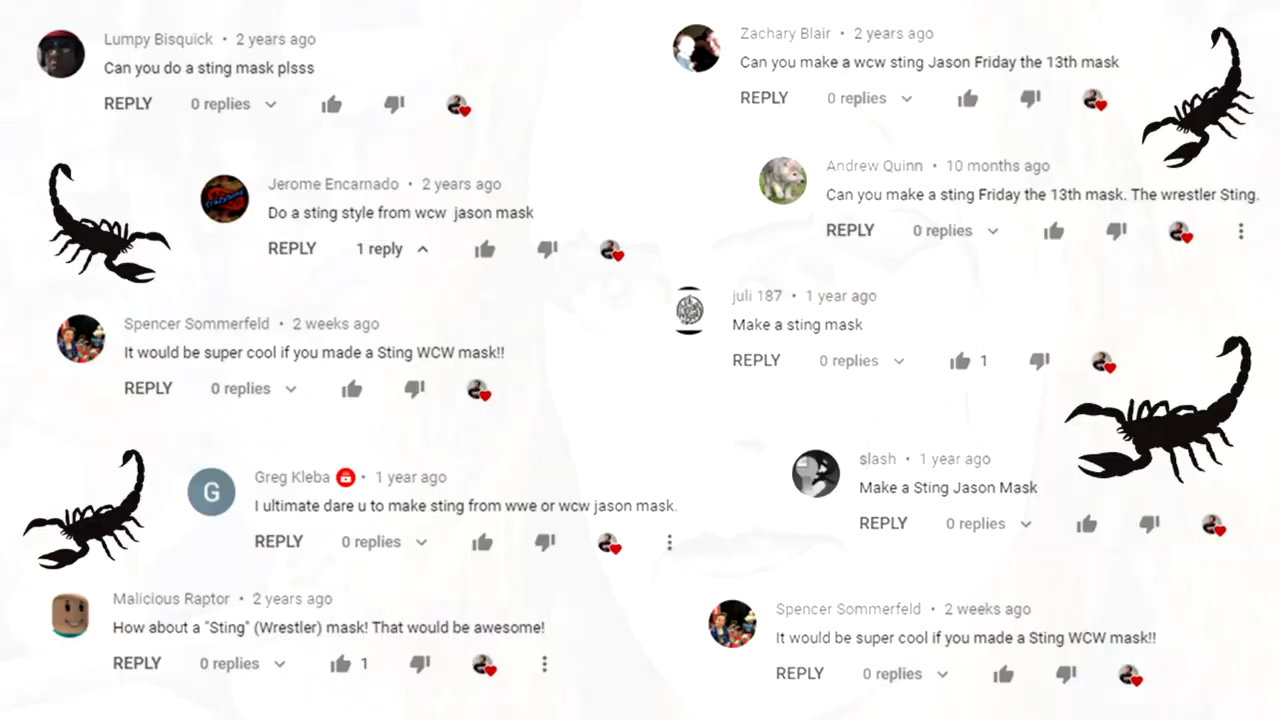 Lumpy Bisquick • 2 years ago
Can you do a sting mask plsss
REPLY 0 replies
Jerome Encarnado • 2 years ago
Do a sting style from wcw jason mask
REPLY 1 reply
Spencer Sommerfeld • 2 weeks ago
It would be super cool if you made a Sting WCW mask!!
REPLY 0 replies
G
Greg Kleba • 1 year ago
I ultimate dare u to make sting from wwe or wcw jason mask.
REPLY 0 replies
Malicious Raptor • 2 years ago
How about a "Sting" (Wrestler) mask! That would be awesome!
REPLY 0 replies 1
Zachary Blair • 2 years ago
Can you make a wcw sting Jason Friday the 13th mask
REPLY 0 replies
Andrew Quinn • 10 months ago
Can you make a sting Friday the 13th mask. The wrestler Sting.
REPLY 0 replies
juli 187 • 1 year ago
Make a sting mask
REPLY 0 replies 1
slash • 1 year ago
Make a Sting Jason Mask
REPLY 0 replies
Spencer Sommerfeld • 2 weeks ago
It would be super cool if you made a Sting WCW mask!!
REPLY 0 replies